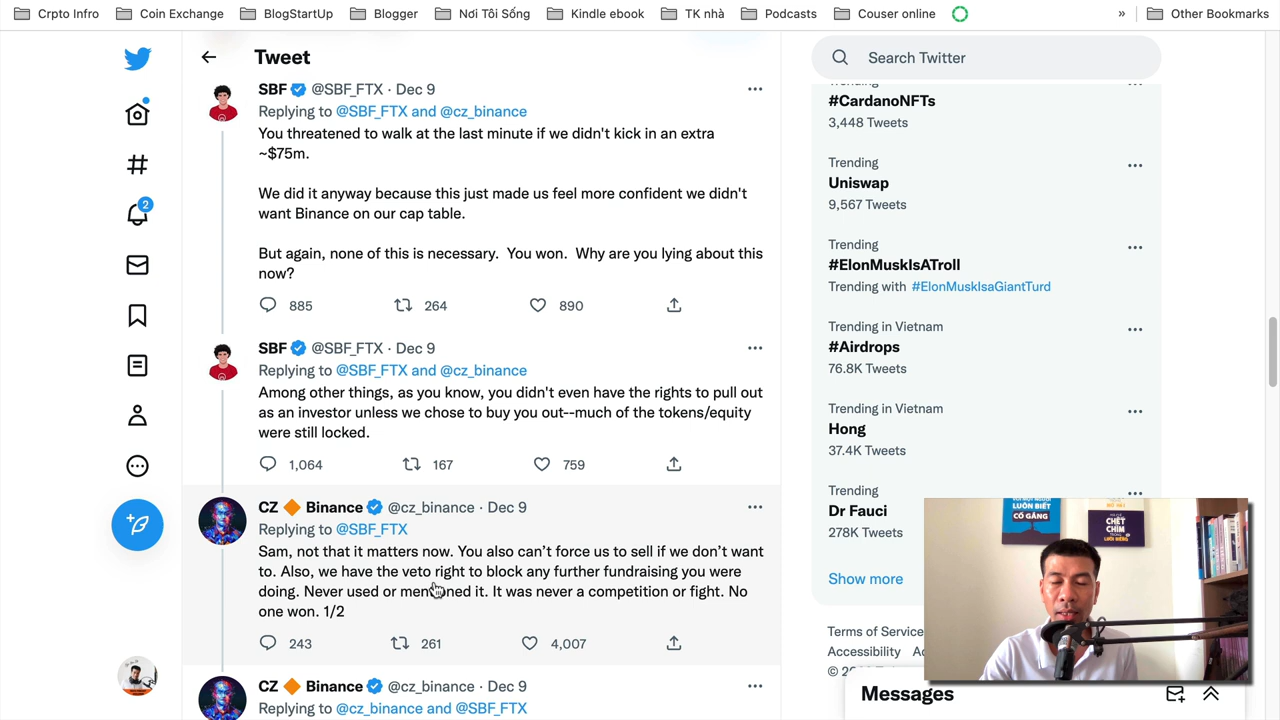 Crpto Infro
Coin Exchange
BlogStartUp
Blogger
Nơi Tôi Sống
Kindle ebook
TK nhà
Podcasts
Couser online
»
Other Bookmarks
Tweet
SBF @SBF_FTX · Dec 9
Replying to @SBF_FTX and @cz_binance
You threatened to walk at the last minute if we didn't kick in an extra
~$75m.
We did it anyway because this just made us feel more confident we didn't
want Binance on our cap table.
But again, none of this is necessary. You won. Why are you lying about this
now?
885
264
890
SBF @SBF_FTX · Dec 9
Replying to @SBF_FTX and @cz_binance
Among other things, as you know, you didn't even have the rights to pull out
as an investor unless we chose to buy you out--much of the tokens/equity
were still locked.
1,064
167
759
CZ 🔶 Binance @cz_binance · Dec 9
Replying to @SBF_FTX
Sam, not that it matters now. You also can't force us to sell if we don't want
to. Also, we have the veto right to block any further fundraising you were
doing. Never used or mentioned it. It was never a competition or fight. No
one won. 1/2
243
261
4,007
CZ 🔶 Binance @cz_binance · Dec 9
Replying to @cz_binance and @SBF_FTX
2
Search Twitter
#CardanoNFTs
3,448 Tweets
Trending
Uniswap
9,567 Tweets
Trending
#ElonMuskIsATroll
Trending with #ElonMuskIsaGiantTurd
Trending in Vietnam
#Airdrops
76.8K Tweets
Trending in Vietnam
Hong
37.4K Tweets
Trending
Dr Fauci
278K Tweets
Show more
Terms of Service
Accessibility
Messages
LUÔN BIẾT
CỐ GẮNG
CHẾT
CHÌM